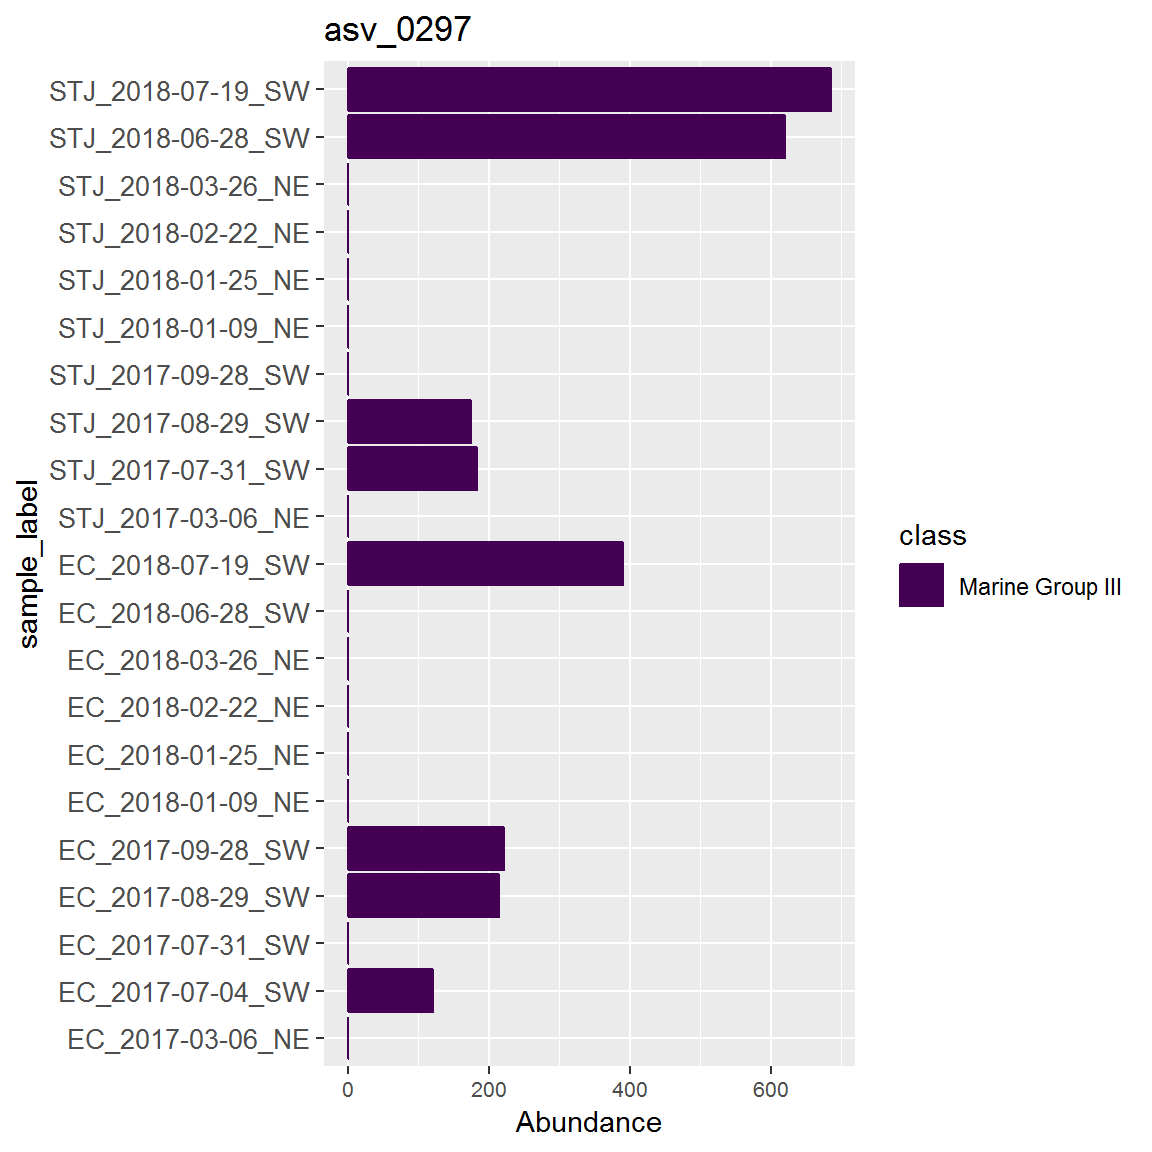 asv_0297
STJ_2018-07-19_SW
STJ_2018-06-28_SW
STJ_2018-03-26_NE
STJ_2018-02-22_NE
STJ_2018-01-25_NE
STJ_2018-01-09_NE
STJ_2017-09-28_SW
STJ_2017-08-29_SW
STJ_2017-07-31_SW
STJ_2017-03-06_NE
EC_2018-07-19_SW
EC_2018-06-28_SW
EC_2018-03-26_NE
EC_2018-02-22_NE
EC_2018-01-25_NE
EC_2018-01-09_NE
EC_2017-09-28_SW
EC_2017-08-29_SW
EC_2017-07-31_SW
EC_2017-07-04_SW
EC_2017-03-06_NE
sample_label
0 200 400 600
Abundance
class
Marine Group III